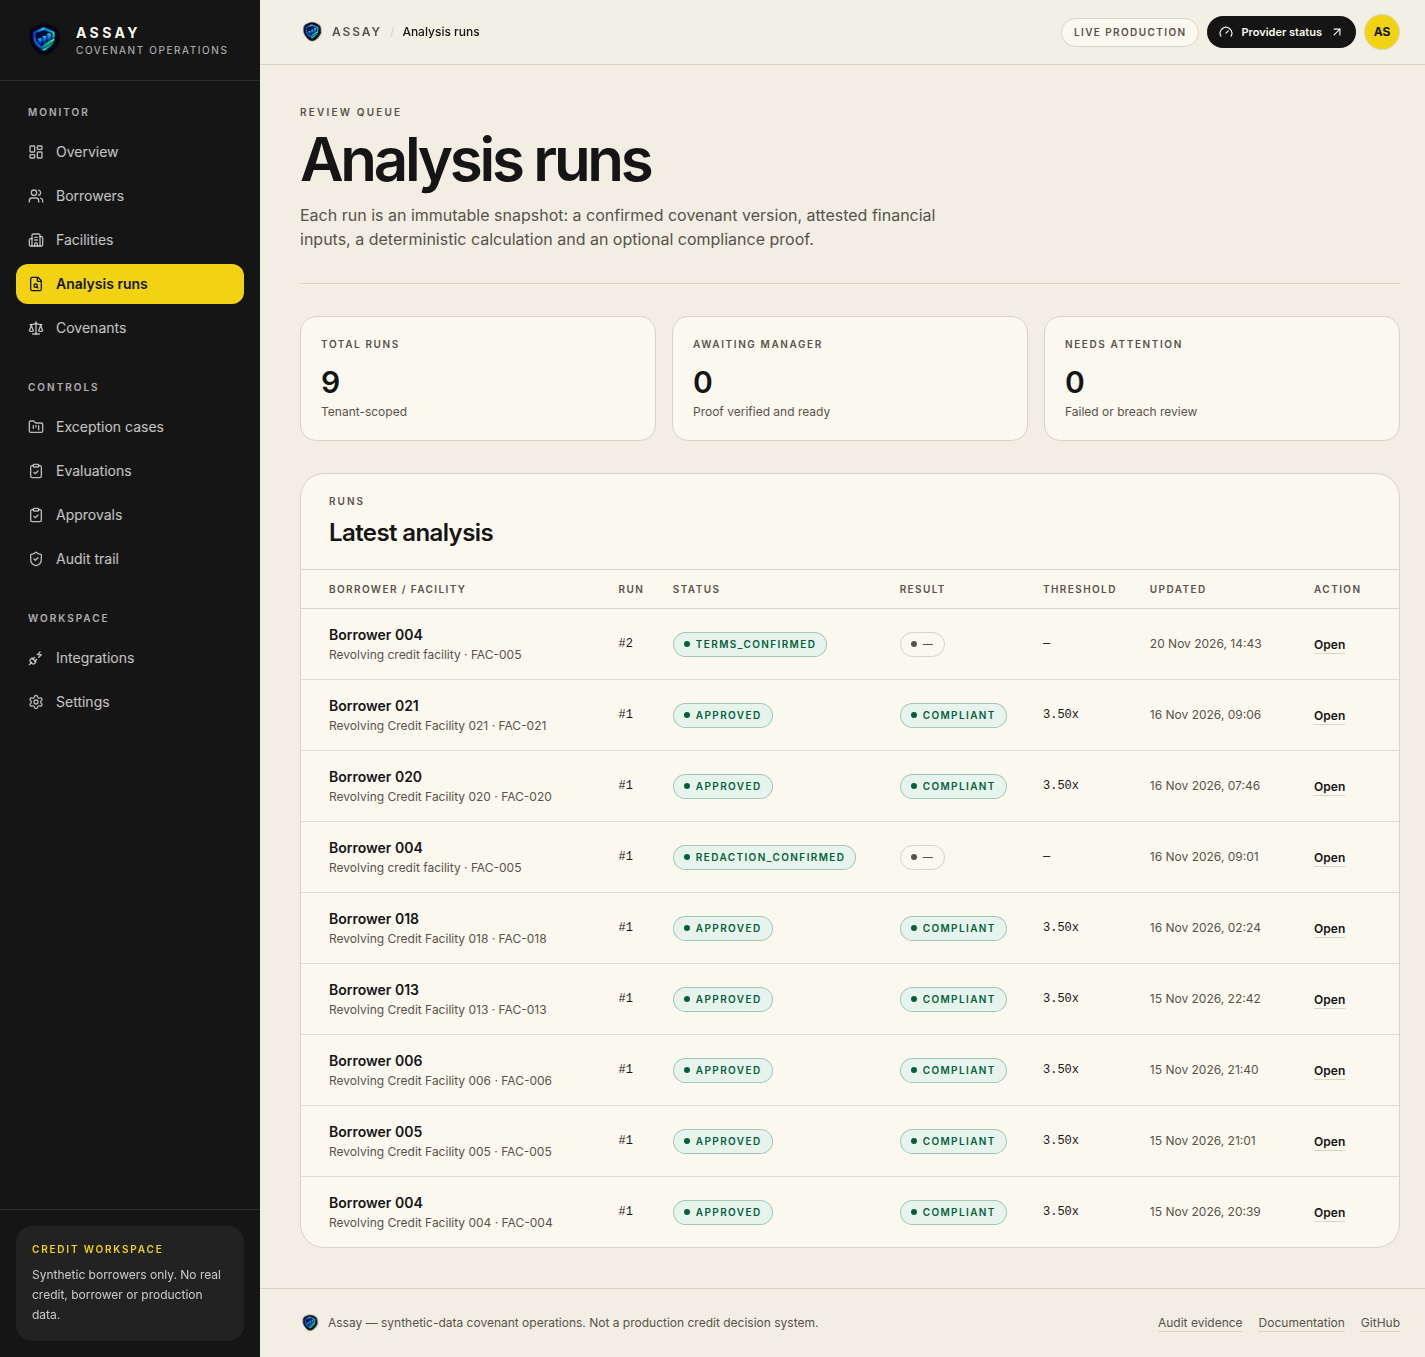 ASSAY
COVENANT OPERATIONS
MONITOR
Overview
Borrowers
Facilities
Analysis runs
Covenants
CONTROLS
Exception cases
Evaluations
Approvals
Audit trail
WORKSPACE
Integrations
Settings
CREDIT WORKSPACE
Synthetic borrowers only. No real
credit, borrower or production
data.
ASSAY / Analysis runs
LIVE PRODUCTION
Provider status
AS
REVIEW QUEUE
Analysis runs
Each run is an immutable snapshot: a confirmed covenant version, attested financial
inputs, a deterministic calculation and an optional compliance proof.
TOTAL RUNS
9
Tenant-scoped
AWAITING MANAGER
0
Proof verified and ready
NEEDS ATTENTION
0
Failed or breach review
RUNS
Latest analysis
BORROWER / FACILITY RUN STATUS RESULT THRESHOLD UPDATED ACTION
Borrower 004
Revolving credit facility · FAC-005
#2 TERMS_CONFIRMED — — 20 Nov 2026, 14:43 Open
Borrower 021
Revolving Credit Facility 021 · FAC-021
#1 APPROVED COMPLIANT 3.50x 16 Nov 2026, 09:06 Open
Borrower 020
Revolving Credit Facility 020 · FAC-020
#1 APPROVED COMPLIANT 3.50x 16 Nov 2026, 07:46 Open
Borrower 004
Revolving credit facility · FAC-005
#1 REDACTION_CONFIRMED — — 16 Nov 2026, 09:01 Open
Borrower 018
Revolving Credit Facility 018 · FAC-018
#1 APPROVED COMPLIANT 3.50x 16 Nov 2026, 02:24 Open
Borrower 013
Revolving Credit Facility 013 · FAC-013
#1 APPROVED COMPLIANT 3.50x 15 Nov 2026, 22:42 Open
Borrower 006
Revolving Credit Facility 006 · FAC-006
#1 APPROVED COMPLIANT 3.50x 15 Nov 2026, 21:40 Open
Borrower 005
Revolving Credit Facility 005 · FAC-005
#1 APPROVED COMPLIANT 3.50x 15 Nov 2026, 21:01 Open
Borrower 004
Revolving Credit Facility 004 · FAC-004
#1 APPROVED COMPLIANT 3.50x 15 Nov 2026, 20:39 Open
Assay — synthetic-data covenant operations. Not a production credit decision system.
Audit evidence Documentation GitHub